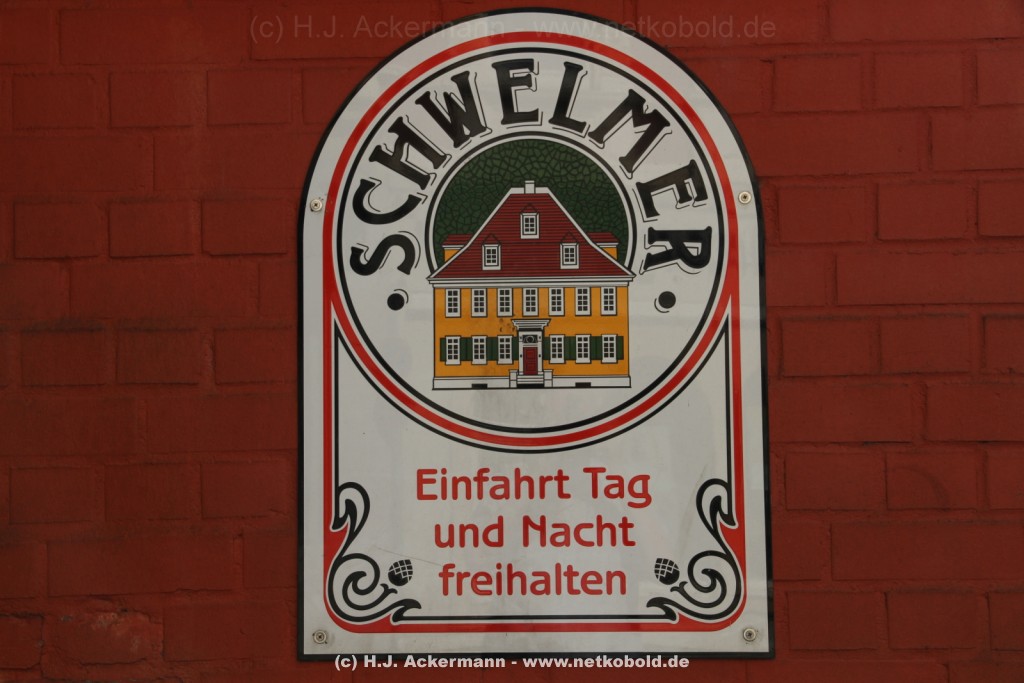 (c) H.J. Ackermann - www.netkobold.de
SCHWELMER
Einfahrt Tag
und Nacht
freihalten
(c) H.J. Ackermann - www.netkobold.de